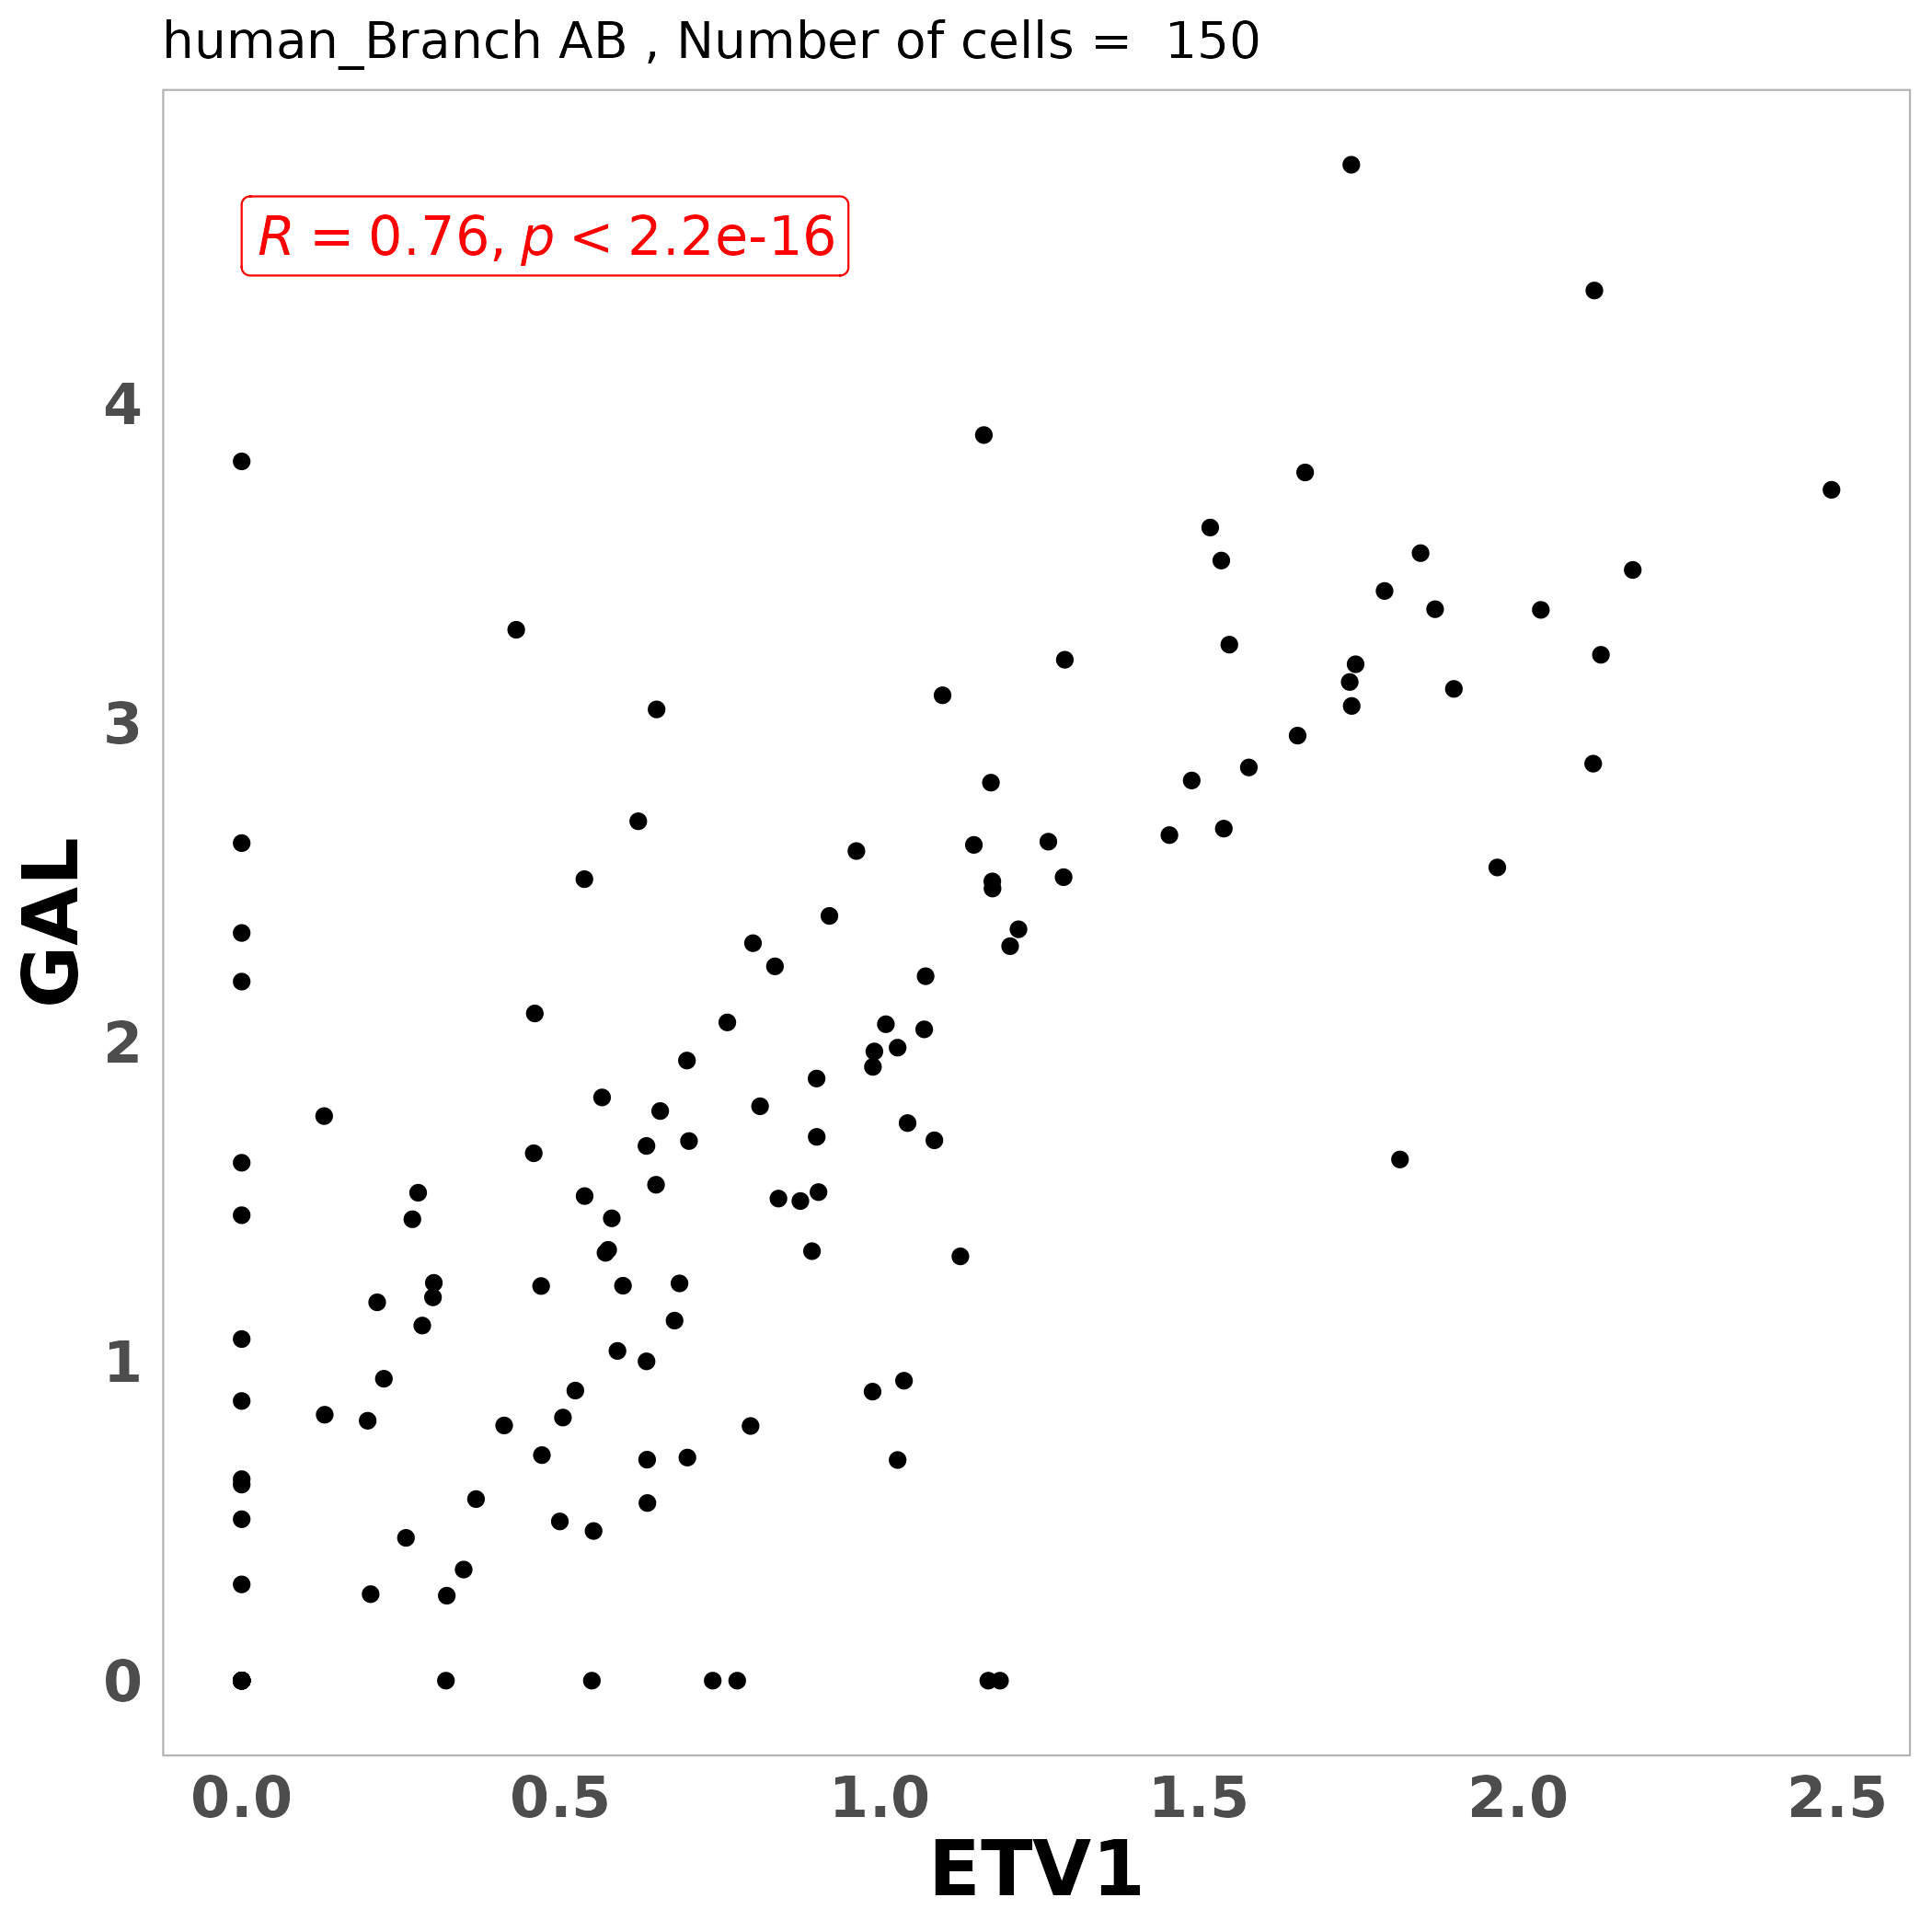 human_Branch AB , Number of cells =  150
R = 0.76, p < 2.2e-16
GAL
4
3
2
1
0
0.0 0.5 1.0 1.5 2.0 2.5
ETV1